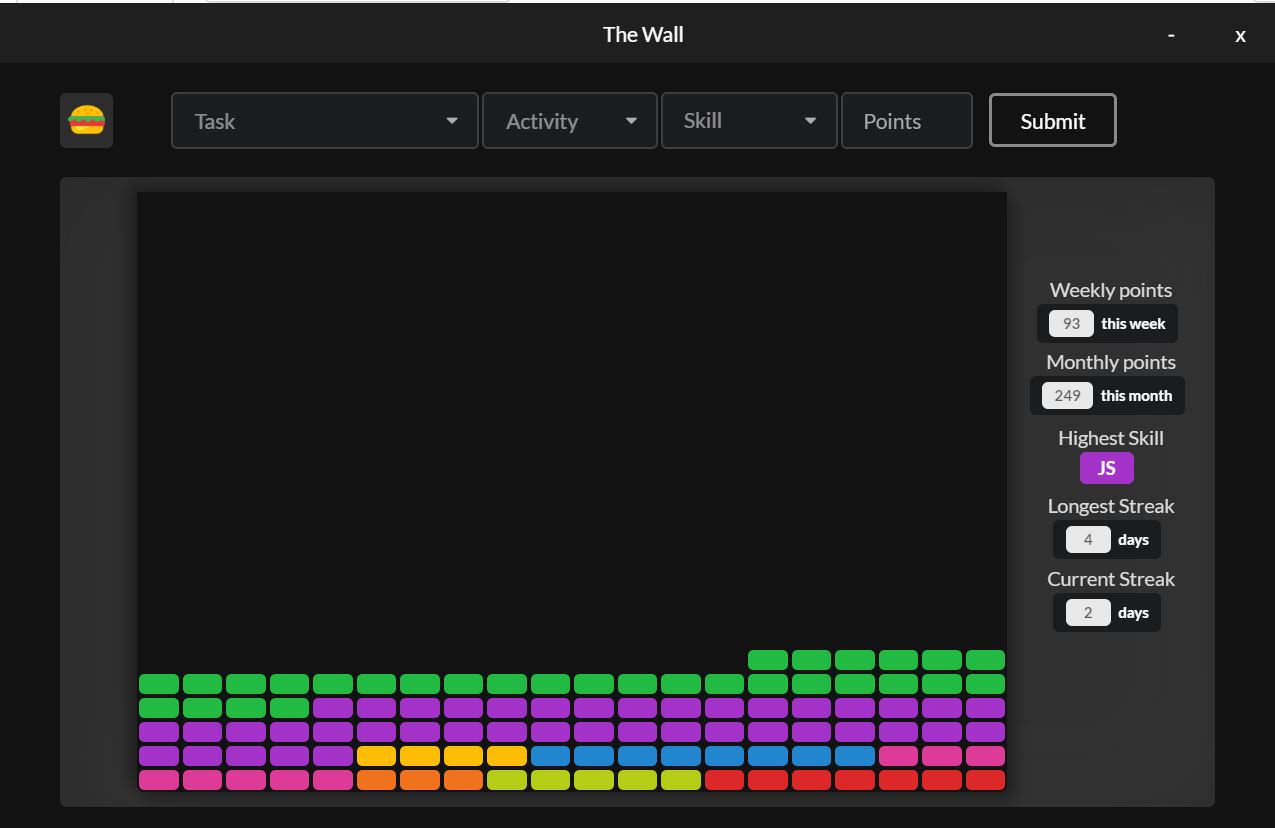 The Wall
-
x
Task
Activity
Skill
Points
Submit
Weekly points
93 this week
Monthly points
249 this month
Highest Skill
JS
Longest Streak
4 days
Current Streak
2 days